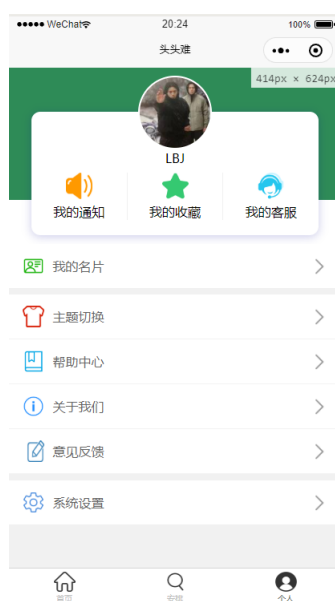 WeChat 20:24 100%
头头难
414px × 624px
LBJ
我的通知 我的收藏 我的客服
我的名片
主题切换
帮助中心
关于我们
意见反馈
系统设置
首页 个人